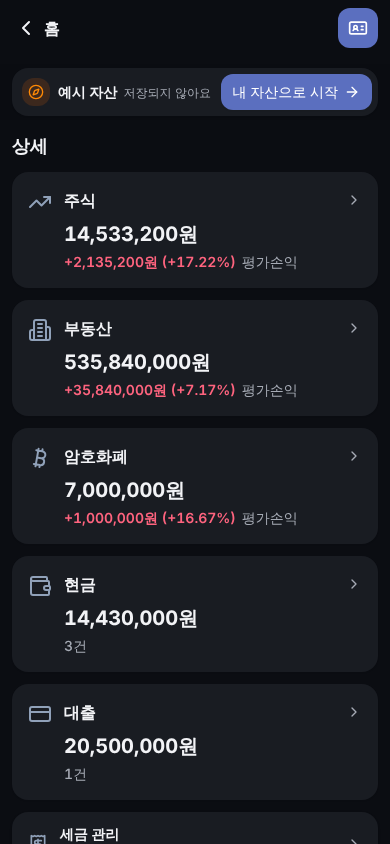 홈
예시 자산 저장되지 않아요 내 자산으로 시작
상세
주식
14,533,200원
+2,135,200원 (+17.22%) 평가손익
부동산
535,840,000원
+35,840,000원 (+7.17%) 평가손익
암호화폐
7,000,000원
+1,000,000원 (+16.67%) 평가손익
현금
14,430,000원
3건
대출
20,500,000원
1건
세금 관리